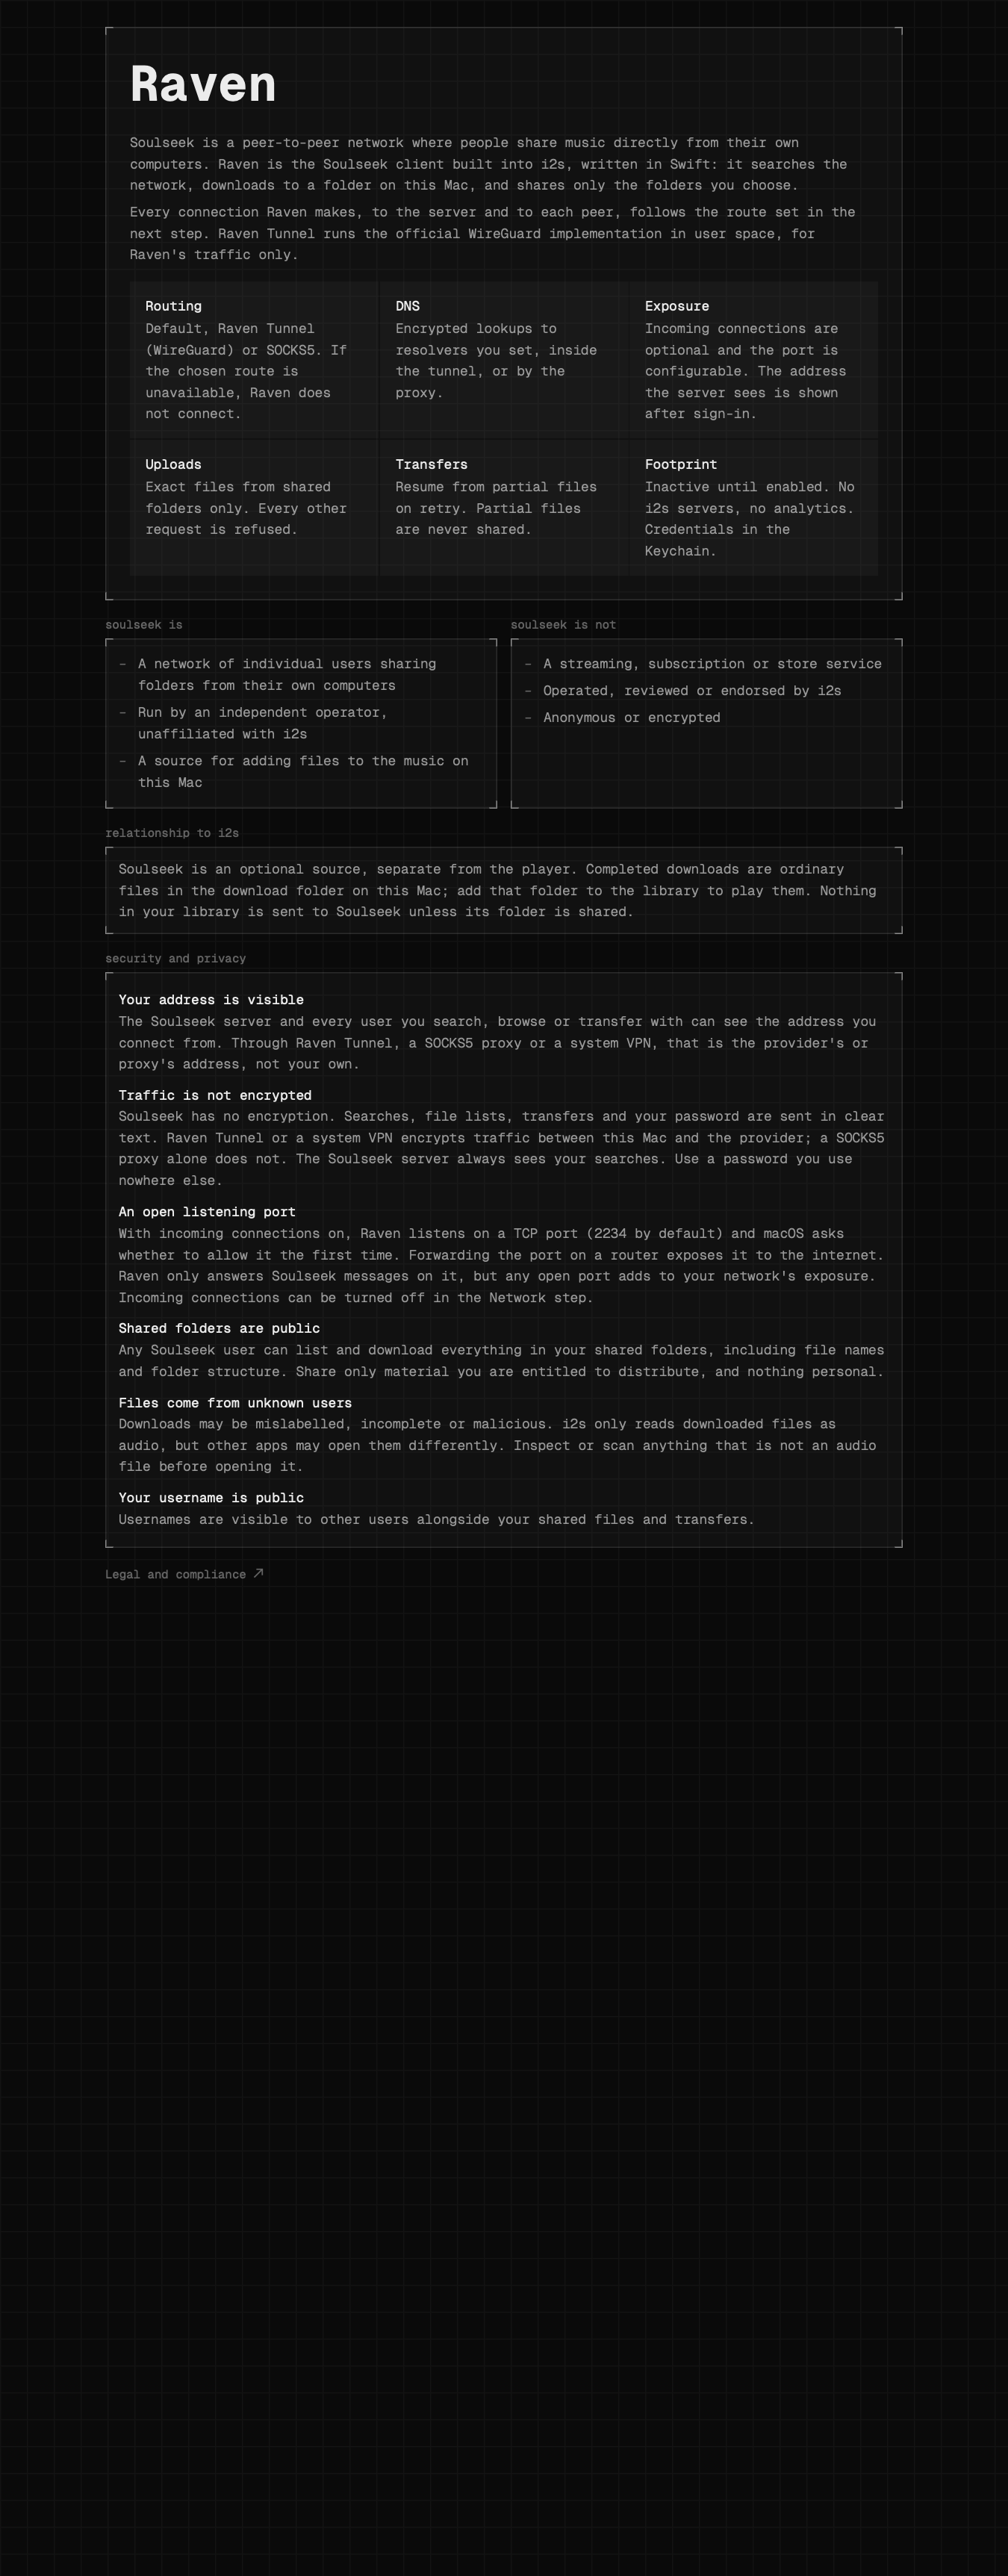 Raven
Soulseek is a peer-to-peer network where people share music directly from their own
computers. Raven is the Soulseek client built into i2s, written in Swift: it searches the
network, downloads to a folder on this Mac, and shares only the folders you choose.
Every connection Raven makes, to the server and to each peer, follows the route set in the
next step. Raven Tunnel runs the official WireGuard implementation in user space, for
Raven's traffic only.
Routing
Default, Raven Tunnel
(WireGuard) or SOCKS5. If
the chosen route is
unavailable, Raven does
not connect.
DNS
Encrypted lookups to
resolvers you set, inside
the tunnel, or by the
proxy.
Exposure
Incoming connections are
optional and the port is
configurable. The address
the server sees is shown
after sign-in.
Uploads
Exact files from shared
folders only. Every other
request is refused.
Transfers
Resume from partial files
on retry. Partial files
are never shared.
Footprint
Inactive until enabled. No
i2s servers, no analytics.
Credentials in the
Keychain.
soulseek is
– A network of individual users sharing
folders from their own computers
– Run by an independent operator,
unaffiliated with i2s
– A source for adding files to the music on
this Mac
soulseek is not
– A streaming, subscription or store service
– Operated, reviewed or endorsed by i2s
– Anonymous or encrypted
relationship to i2s
Soulseek is an optional source, separate from the player. Completed downloads are ordinary
files in the download folder on this Mac; add that folder to the library to play them. Nothing
in your library is sent to Soulseek unless its folder is shared.
security and privacy
Your address is visible
The Soulseek server and every user you search, browse or transfer with can see the address you
connect from. Through Raven Tunnel, a SOCKS5 proxy or a system VPN, that is the provider's or
proxy's address, not your own.
Traffic is not encrypted
Soulseek has no encryption. Searches, file lists, transfers and your password are sent in clear
text. Raven Tunnel or a system VPN encrypts traffic between this Mac and the provider; a SOCKS5
proxy alone does not. The Soulseek server always sees your searches. Use a password you use
nowhere else.
An open listening port
With incoming connections on, Raven listens on a TCP port (2234 by default) and macOS asks
whether to allow it the first time. Forwarding the port on a router exposes it to the internet.
Raven only answers Soulseek messages on it, but any open port adds to your network's exposure.
Incoming connections can be turned off in the Network step.
Shared folders are public
Any Soulseek user can list and download everything in your shared folders, including file names
and folder structure. Share only material you are entitled to distribute, and nothing personal.
Files come from unknown users
Downloads may be mislabelled, incomplete or malicious. i2s only reads downloaded files as
audio, but other apps may open them differently. Inspect or scan anything that is not an audio
file before opening it.
Your username is public
Usernames are visible to other users alongside your shared files and transfers.
Legal and compliance ↗